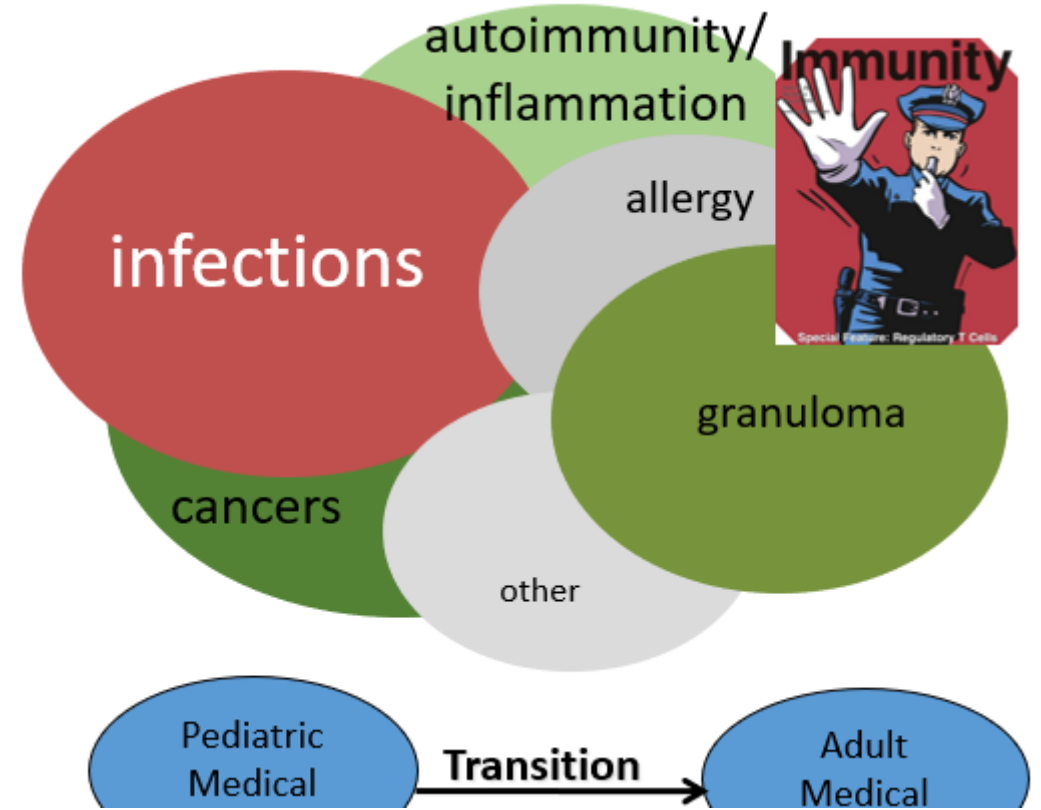 autoimmunity/
inflammation
Immunity
allergy
infections
Special Feature: Regulatory T Cells
granuloma
cancers
other
Pediatric
Medical
Transition
Adult
Medical